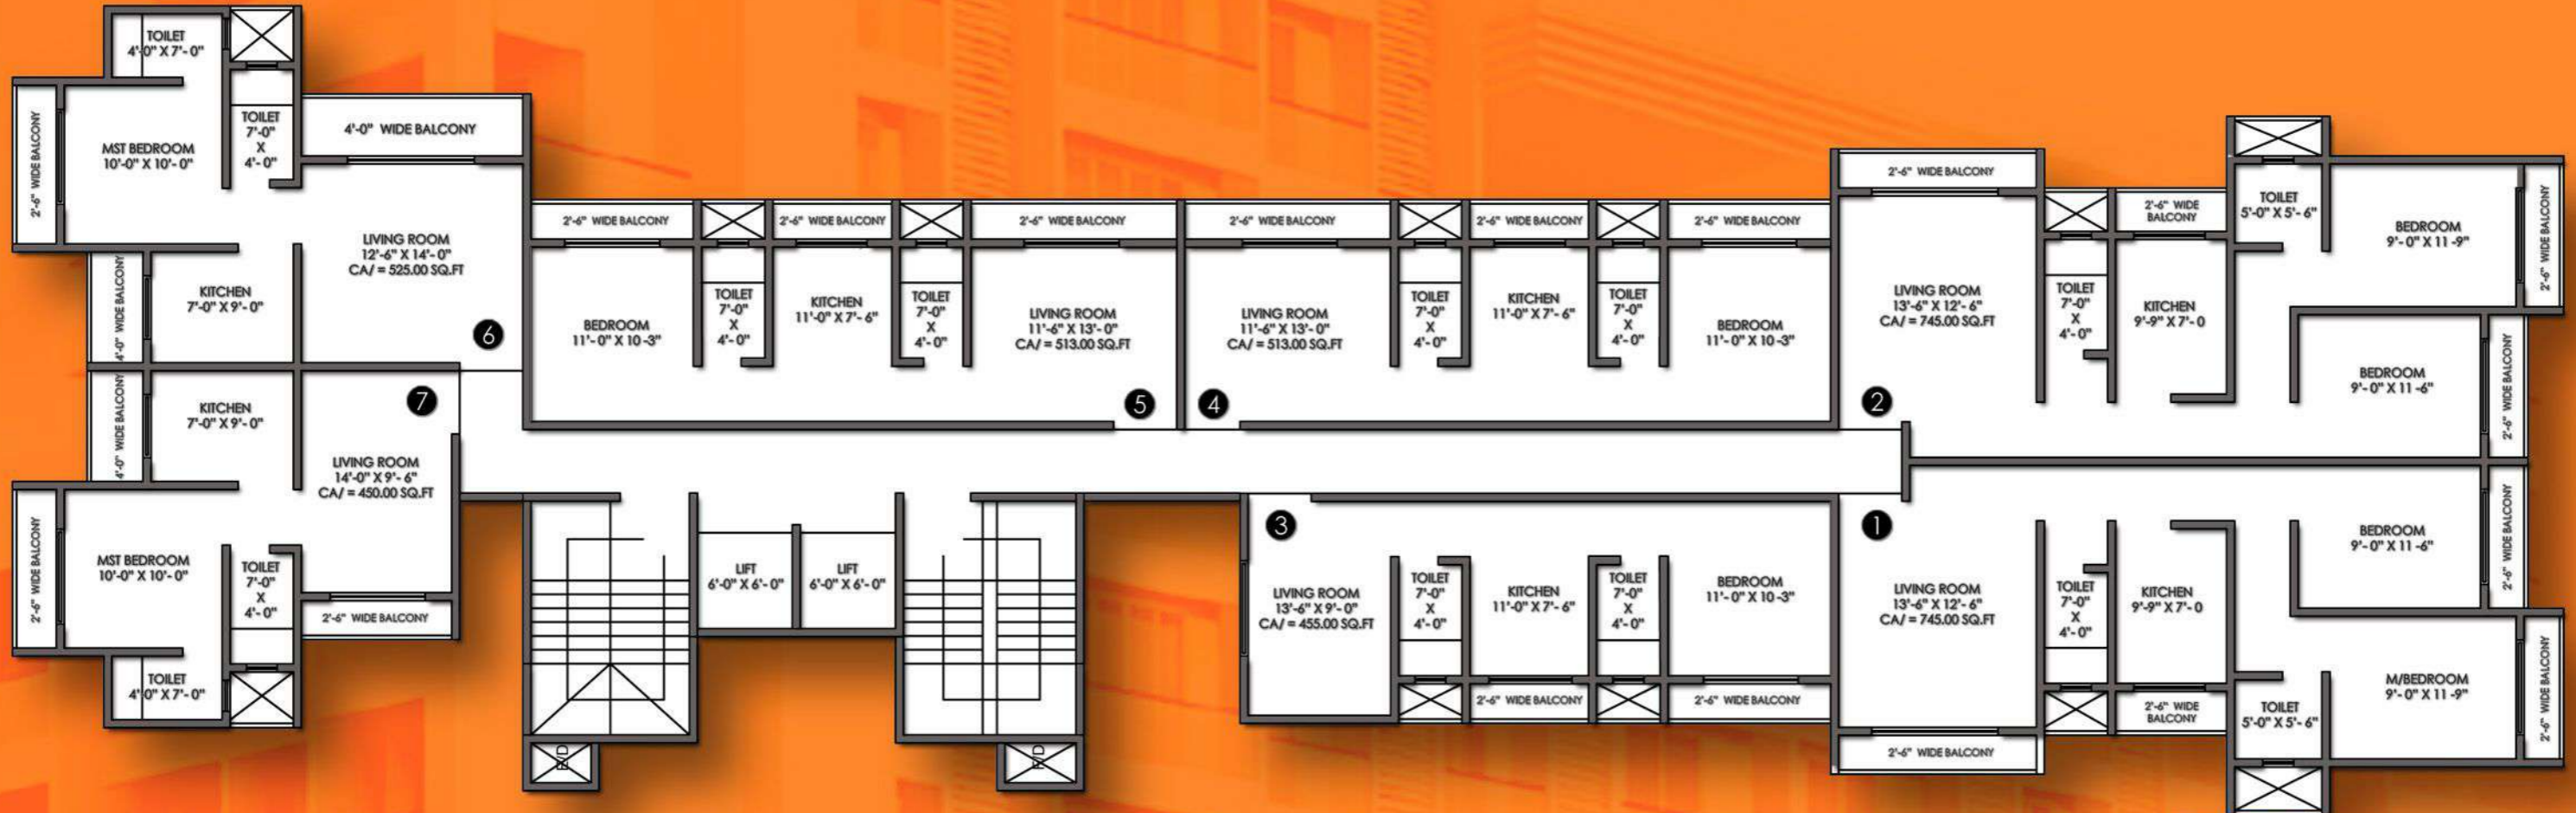 TOILET
4'-0" X 7'- 0"
2'-6" WIDE BALCONY
MST BEDROOM
10'-0" X 10'- 0"
TOILET
7'-0"
X
4'- 0"
4'-0" WIDE BALCONY
LIVING ROOM
12'-6" X 14'- 0"
CA/ = 525.00 SQ.FT
4'-0" WIDE BALCONY
KITCHEN
7'-0" X 9'- 0"
6
4'-0" WIDE BALCONY
KITCHEN
7'-0" X 9'- 0"
7
LIVING ROOM
14'-0" X 9'- 6"
CA/ = 450.00 SQ.FT
2'-6" WIDE BALCONY
MST BEDROOM
10'-0" X 10'- 0"
TOILET
7'-0"
X
4'- 0"
2'-6" WIDE BALCONY
TOILET
4'-0" X 7'- 0"
2'-6" WIDE BALCONY
2'-6" WIDE BALCONY
2'-6" WIDE BALCONY
BEDROOM
11'- 0" X 10 -3"
TOILET
7'-0"
X
4'- 0"
KITCHEN
11'-0" X 7'- 6"
TOILET
7'-0"
X
4'- 0"
LIVING ROOM
11'-6" X 13'- 0"
CA/ = 513.00 SQ.FT
5
2'-6" WIDE BALCONY
2'-6" WIDE BALCONY
2'-6" WIDE BALCONY
LIVING ROOM
11'-6" X 13'- 0"
CA/ = 513.00 SQ.FT
4
TOILET
7'-0"
X
4'- 0"
KITCHEN
11'-0" X 7'- 6"
TOILET
7'-0"
X
4'- 0"
BEDROOM
11'- 0" X 10 -3"
2'-6" WIDE BALCONY
LIVING ROOM
13'-6" X 12'- 6"
CA/ = 745.00 SQ.FT
2
TOILET
7'-0"
X
4'- 0"
2'-6" WIDE
BALCONY
KITCHEN
9'-9" X 7'- 0
TOILET
5'-0" X 5'- 6"
BEDROOM
9'- 0" X 11 -9"
2'-6" WIDE BALCONY
BEDROOM
9'- 0" X 11 -6"
2'-6" WIDE BALCONY
LIFT
6'-0" X 6'- 0"
LIFT
6'-0" X 6'- 0"
3
LIVING ROOM
13'-6" X 9'- 0"
CA/ = 455.00 SQ.FT
TOILET
7'-0"
X
4'- 0"
KITCHEN
11'-0" X 7'- 6"
TOILET
7'-0"
X
4'- 0"
BEDROOM
11'- 0" X 10 -3"
2'-6" WIDE BALCONY
2'-6" WIDE BALCONY
1
LIVING ROOM
13'-6" X 12'- 6"
CA/ = 745.00 SQ.FT
2'-6" WIDE BALCONY
TOILET
7'-0"
X
4'- 0"
KITCHEN
9'-9" X 7'- 0
2'-6" WIDE
BALCONY
BEDROOM
9'- 0" X 11 -6"
2'-6" WIDE BALCONY
M/BEDROOM
9'- 0" X 11 -9"
2'-6" WIDE BALCONY
TOILET
5'-0" X 5'- 6"